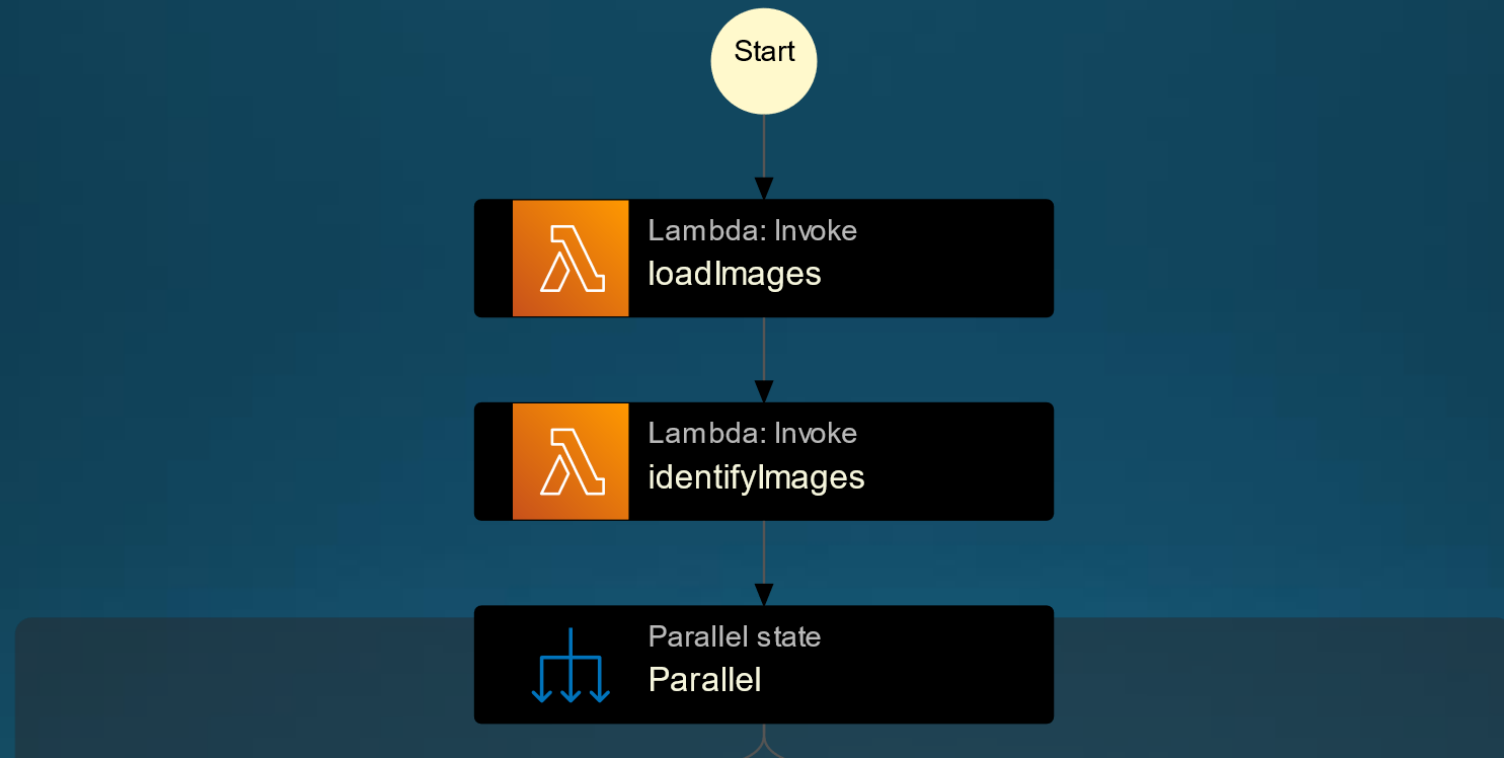 Start
Lambda: Invoke
loadImages
Lambda: Invoke
identifyImages
Parallel state
Parallel